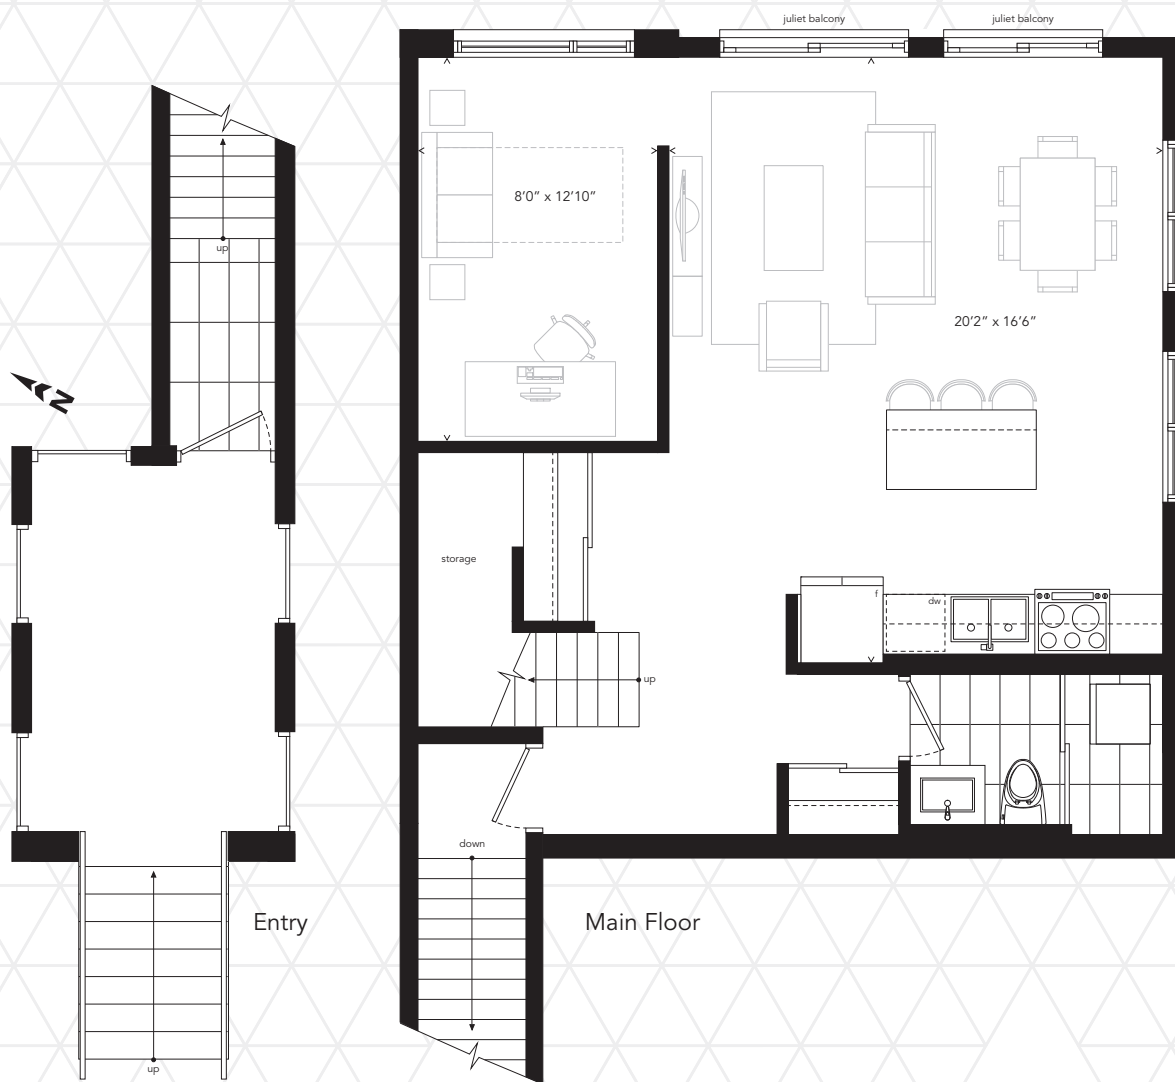 juliet balcony
juliet balcony
8'0" x 12'10"
up
20'2" x 16'6"
N
storage
f
dw
up
down
Entry
Main Floor
up